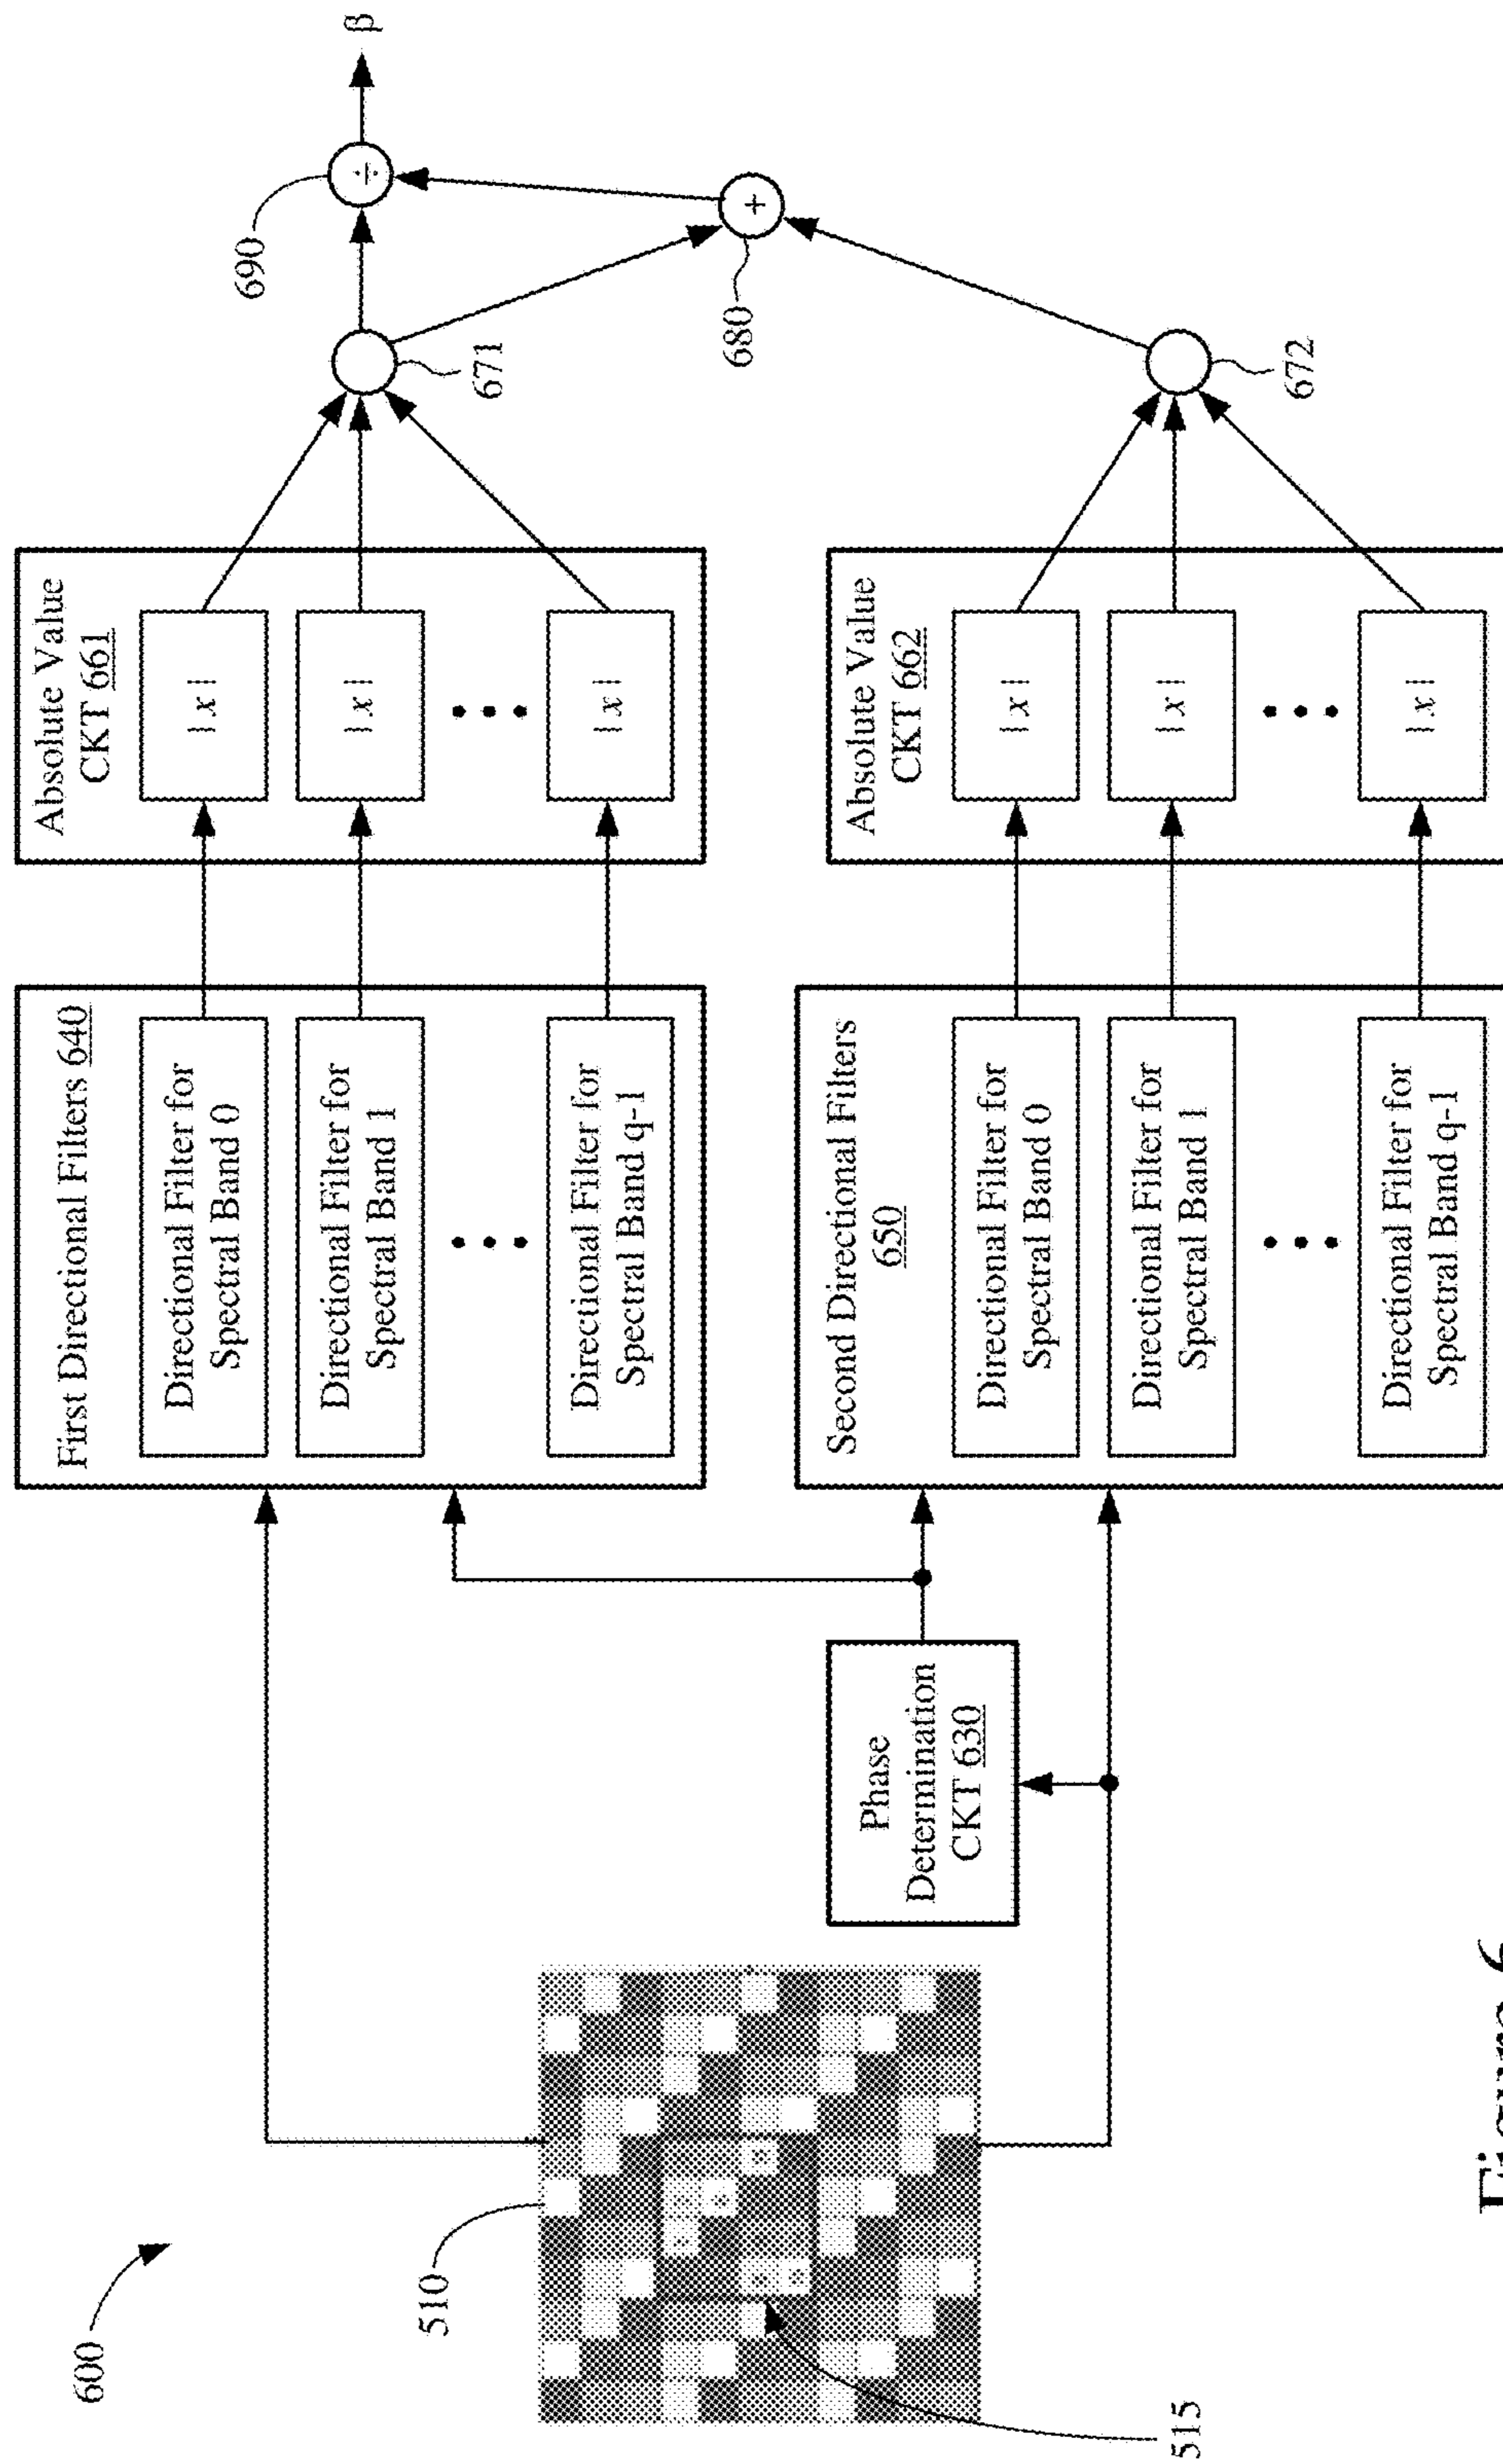 600
510
515
Phase
Determination
CKT 630
First Directional Filters 640
Directional Filter for
Spectral Band 0
Directional Filter for
Spectral Band 1
Directional Filter for
Spectral Band q-1
Second Directional Filters
650
Directional Filter for
Spectral Band 0
Directional Filter for
Spectral Band 1
Directional Filter for
Spectral Band q-1
Absolute Value
CKT 661
| x |
| x |
| x |
Absolute Value
CKT 662
| x |
| x |
| x |
671
672
+
680
÷
690
β
Figure 6